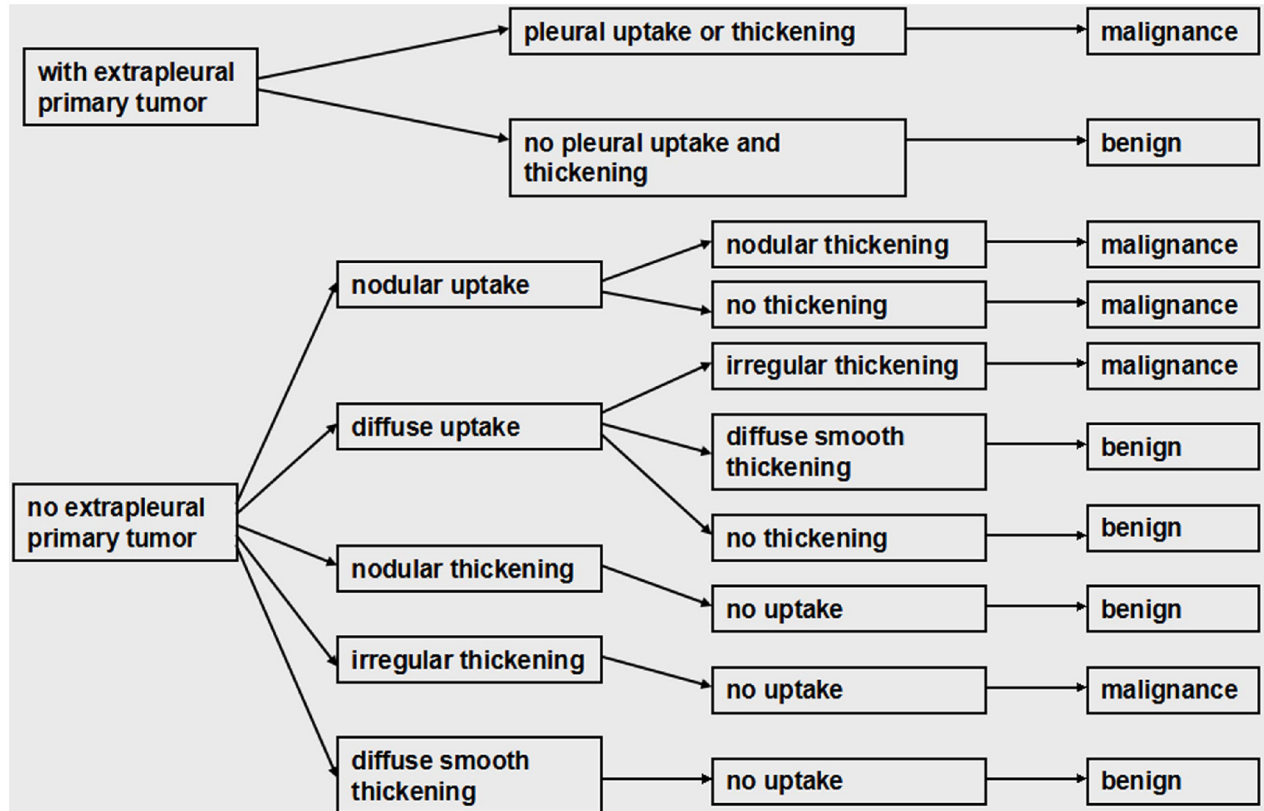 with extrapleural
primary tumor
pleural uptake or thickening
malignance
no pleural uptake and
thickening
benign
no extrapleural
primary tumor
nodular uptake
nodular thickening
malignance
no thickening
malignance
diffuse uptake
irregular thickening
malignance
diffuse smooth
thickening
benign
no thickening
benign
nodular thickening
no uptake
benign
irregular thickening
no uptake
malignance
diffuse smooth
thickening
no uptake
benign